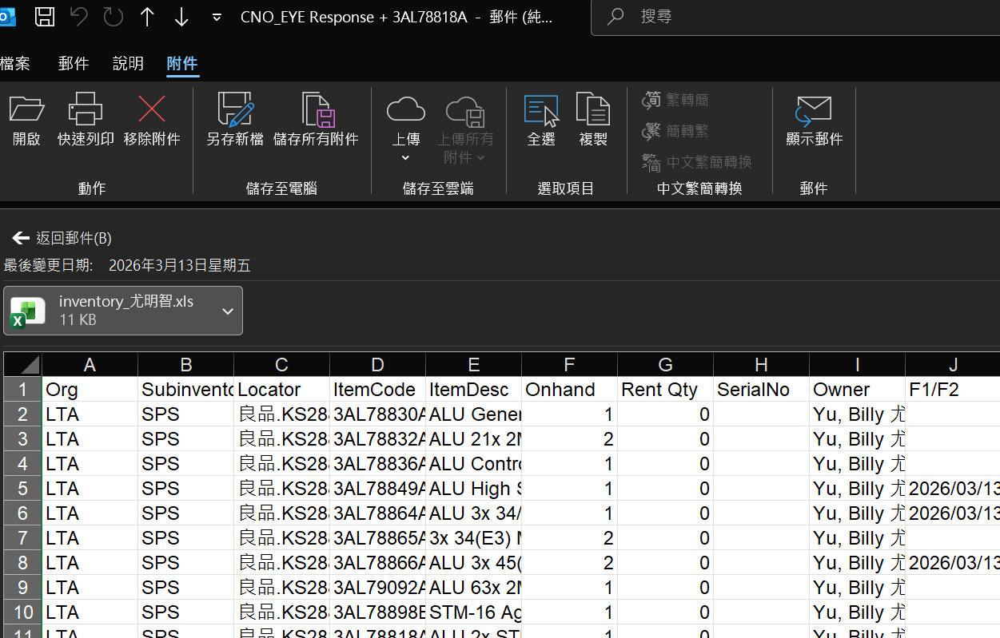 CNO_EYE Response + 3AL78818A - 郵件 (純...
搜尋
檔案 郵件 說明 附件
開啟 快速列印 移除附件 另存新檔 儲存所有附件 上傳 上傳所有附件 全選 複製 繁轉簡 簡轉繁 中文繁簡轉換 顯示郵件
動作 儲存至電腦 儲存至雲端 選取項目 中文繁簡轉換 郵件
返回郵件(B)
最後變更日期: 2026年3月13日星期五
inventory_尤明智.xls
11 KB
A B C D E F G H I J
1 Org Subinvento Locator ItemCode ItemDesc Onhand Rent Qty SerialNo Owner F1/F2
2 LTA SPS 良品.KS28 3AL78830A ALU Gener 1 0 Yu, Billy 尤
3 LTA SPS 良品.KS28 3AL78832A ALU 21x 2M 2 0 Yu, Billy 尤
4 LTA SPS 良品.KS28 3AL78836A ALU Contro 1 0 Yu, Billy 尤
5 LTA SPS 良品.KS28 3AL78849A ALU High S 1 0 Yu, Billy 尤 2026/03/13
6 LTA SPS 良品.KS28 3AL78864A ALU 3x 34/ 1 0 Yu, Billy 尤 2026/03/13
7 LTA SPS 良品.KS28 3AL78865A 3x 34(E3) M 2 0 Yu, Billy 尤
8 LTA SPS 良品.KS28 3AL78866A ALU 3x 45( 2 0 Yu, Billy 尤 2026/03/13
9 LTA SPS 良品.KS28 3AL79092A ALU 63x 2M 1 0 Yu, Billy 尤
10 LTA SPS 良品.KS28 3AL78898B STM-16 Ag 1 0 Yu, Billy 尤
11 LTA SPS 良品.KS28 3AL78818A ALU 2x ST 1 0 Yu, Billy 尤